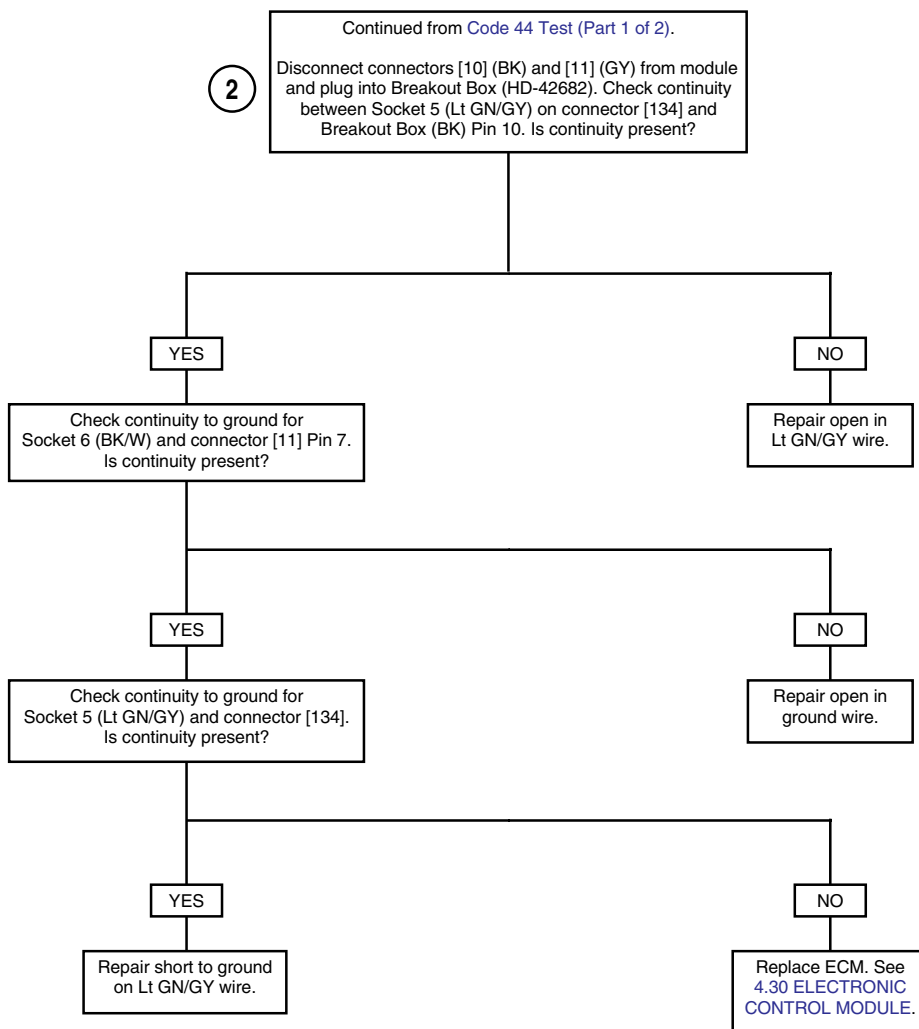 Continued from Code 44 Test (Part 1 of 2).
2
Disconnect connectors [10] (BK) and [11] (GY) from module
and plug into Breakout Box (HD-42682). Check continuity
between Socket 5 (Lt GN/GY) on connector [134] and
Breakout Box (BK) Pin 10. Is continuity present?
YES
NO
Check continuity to ground for
Socket 6 (BK/W) and connector [11] Pin 7.
Is continuity present?
Repair open in
Lt GN/GY wire.
YES
NO
Check continuity to ground for
Socket 5 (Lt GN/GY) and connector [134].
Is continuity present?
Repair open in
ground wire.
YES
NO
Repair short to ground
on Lt GN/GY wire.
Replace ECM. See
4.30 ELECTRONIC
CONTROL MODULE.